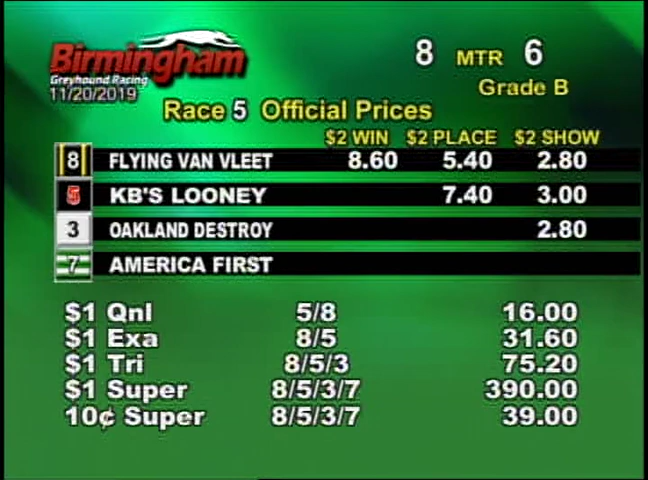 Birmingham
Greyhound Racing
11/20/2019
8 MTR 6
Grade B
Race 5 Official Prices
$2 WIN $2 PLACE $2 SHOW
8 FLYING VAN VLEET 8.60 5.40 2.80
5 KB'S LOONEY 7.40 3.00
3 OAKLAND DESTROY 2.80
7 AMERICA FIRST
$1 Qnl 5/8 16.00
$1 Exa 8/5 31.60
$1 Tri 8/5/3 75.20
$1 Super 8/5/3/7 390.00
10¢ Super 8/5/3/7 39.00